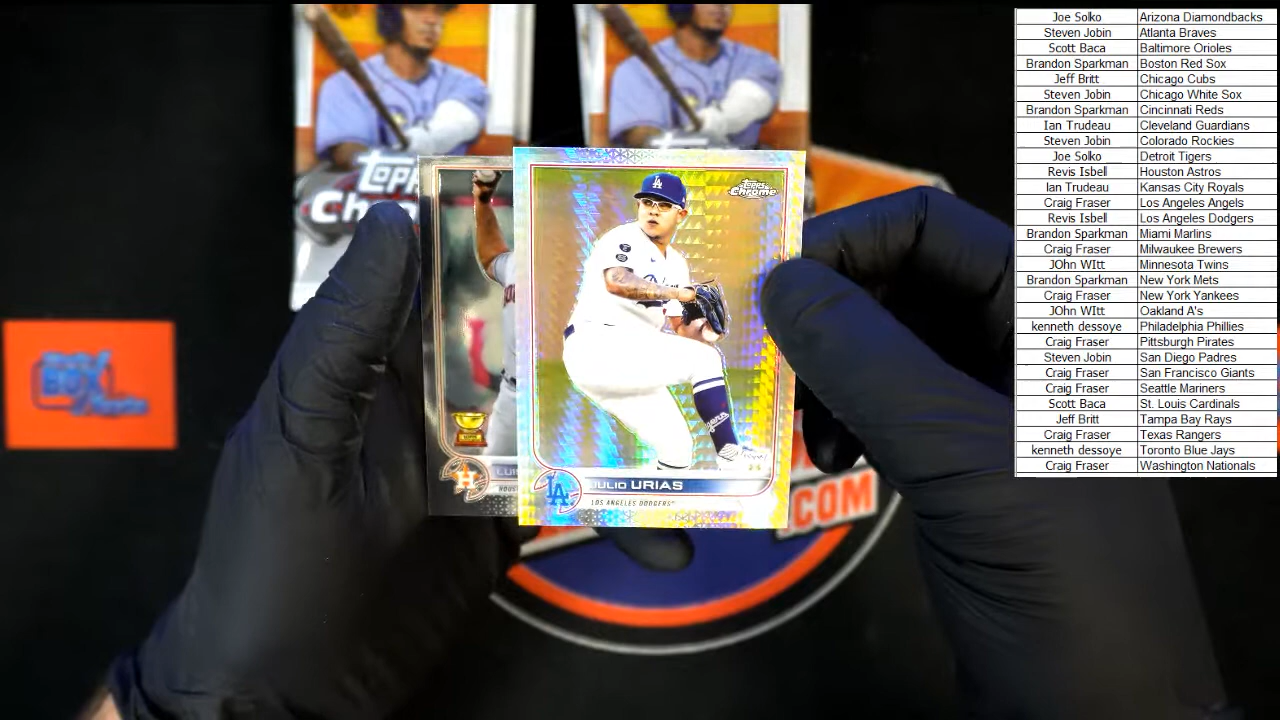 Joe Solko Arizona Diamondbacks
Steven Jobin Atlanta Braves
Scott Baca Baltimore Orioles
Brandon Sparkman Boston Red Sox
Jeff Britt Chicago Cubs
Steven Jobin Chicago White Sox
Brandon Sparkman Cincinnati Reds
Ian Trudeau Cleveland Guardians
Steven Jobin Colorado Rockies
Joe Solko Detroit Tigers
Revis Isbell Houston Astros
Ian Trudeau Kansas City Royals
Craig Fraser Los Angeles Angels
Revis Isbell Los Angeles Dodgers
Brandon Sparkman Miami Marlins
Craig Fraser Milwaukee Brewers
JOhn WItt Minnesota Twins
Brandon Sparkman New York Mets
Craig Fraser New York Yankees
JOhn WItt Oakland A's
kenneth dessoye Philadelphia Phillies
Craig Fraser Pittsburgh Pirates
Steven Jobin San Diego Padres
Craig Fraser San Francisco Giants
Craig Fraser Seattle Mariners
Scott Baca St. Louis Cardinals
Jeff Britt Tampa Bay Rays
Craig Fraser Texas Rangers
kenneth dessoye Toronto Blue Jays
Craig Fraser Washington Nationals
Topps
Chrome
LA
JULIO URIAS
LOS ANGELES DODGERS
LA
H
BOX
.COM